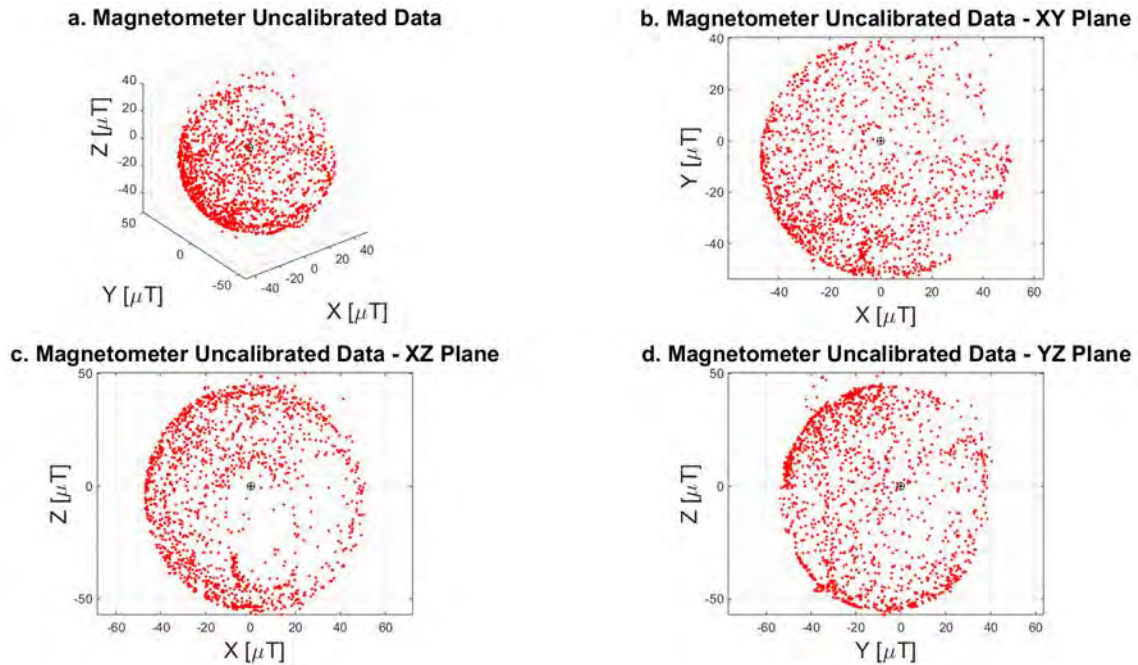 a. Magnetometer Uncalibrated Data
40
20
0
-20
-40
Z [μT]
50
0
-50
Y [μT]
-40
-20
0
20
40
X [μT]
b. Magnetometer Uncalibrated Data - XY Plane
40
20
0
-20
-40
Y [μT]
-40 -20 0 20 40 60
X [μT]
c. Magnetometer Uncalibrated Data - XZ Plane
50
0
-50
Z [μT]
-60 -40 -20 0 20 40 60
X [μT]
d. Magnetometer Uncalibrated Data - YZ Plane
50
0
-50
Z [μT]
-60 -40 -20 0 20 40 60
Y [μT]